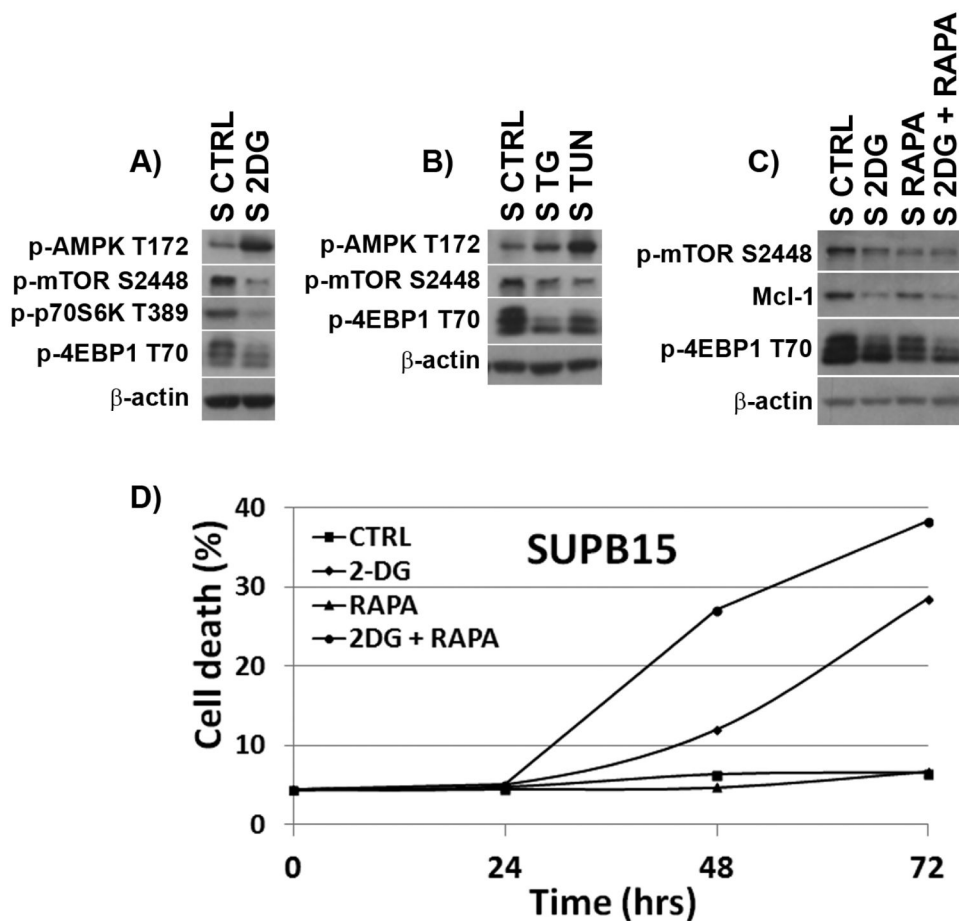 A)
S CTRL
S 2DG
p-AMPK T172
p-mTOR S2448
p-p70S6K T389
p-4EBP1 T70
β-actin
B)
S CTRL
S TG
S TUN
p-AMPK T172
p-mTOR S2448
p-4EBP1 T70
β-actin
C)
S CTRL
S 2DG
S RAPA
S 2DG + RAPA
p-mTOR S2448
Mcl-1
p-4EBP1 T70
β-actin
D)
SUPB15
CTRL
2-DG
RAPA
2DG + RAPA
Cell death (%)
40
30
20
10
0
0 24 48 72
Time (hrs)